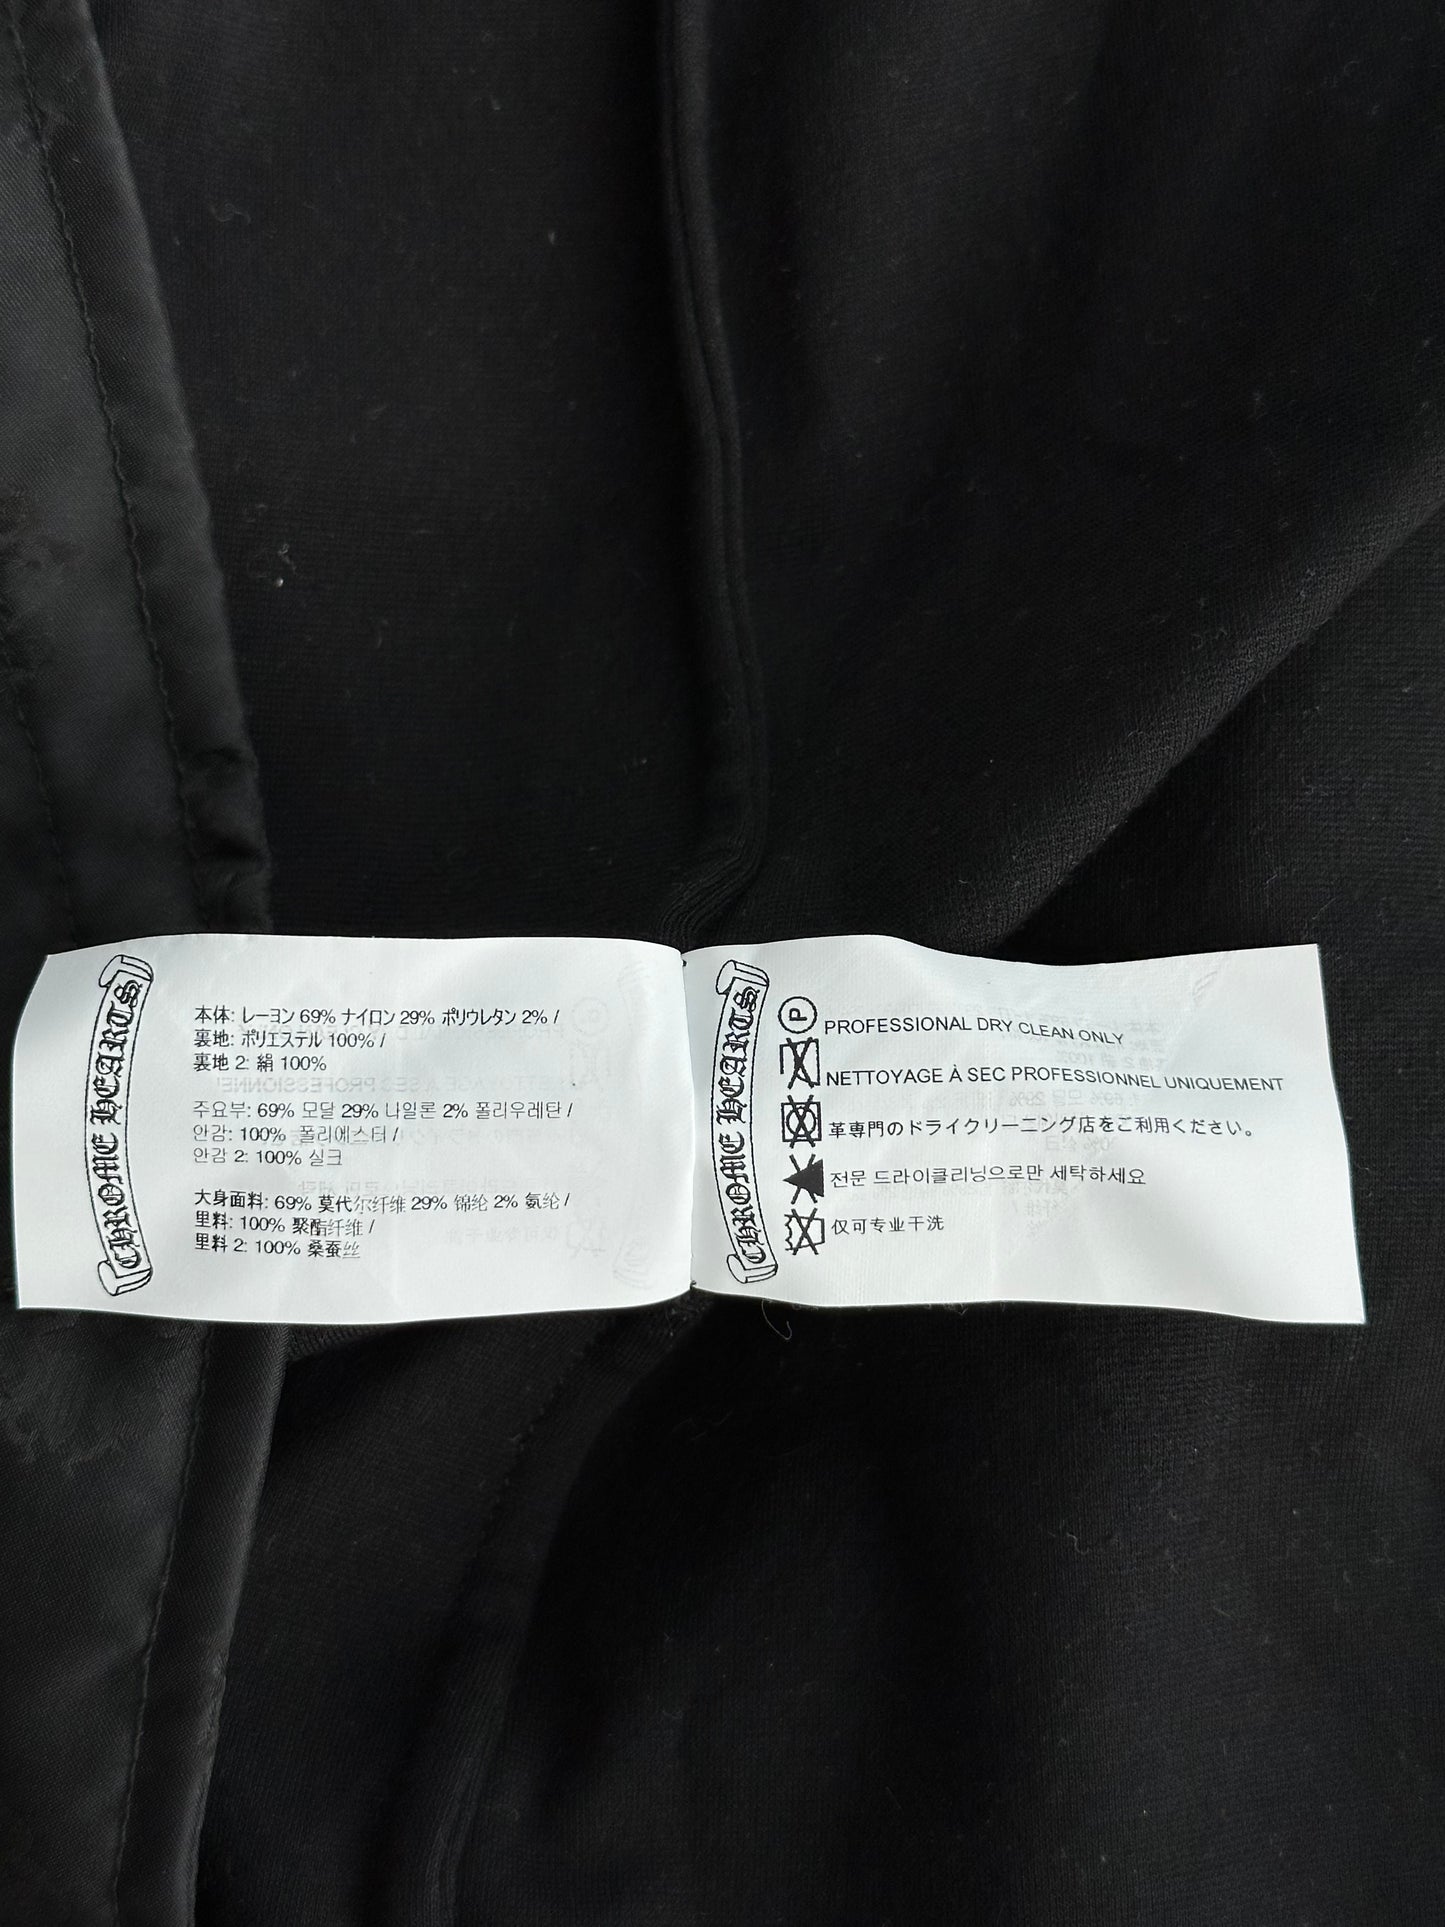 CHROME HEARTS
本体: レーヨン 69% ナイロン 29% ポリウレタン 2% /
裏地: ポリエステル 100% /
裏地 2: 絹 100%
주요부: 69% 모달 29% 나일론 2% 폴리우레탄 /
안감: 100% 폴리에스터 /
안감 2: 100% 실크
大身面料: 69% 莫代尔纤维 29% 锦纶 2% 氨纶 /
里料: 100% 聚酯纤维 /
里料 2: 100% 桑蚕丝
CHROME HEARTS
P PROFESSIONAL DRY CLEAN ONLY
NETTOYAGE À SEC PROFESSIONNEL UNIQUEMENT
革専門のドライクリーニング店をご利用ください。
전문 드라이클리닝으로만 세탁하세요
仅可专业干洗